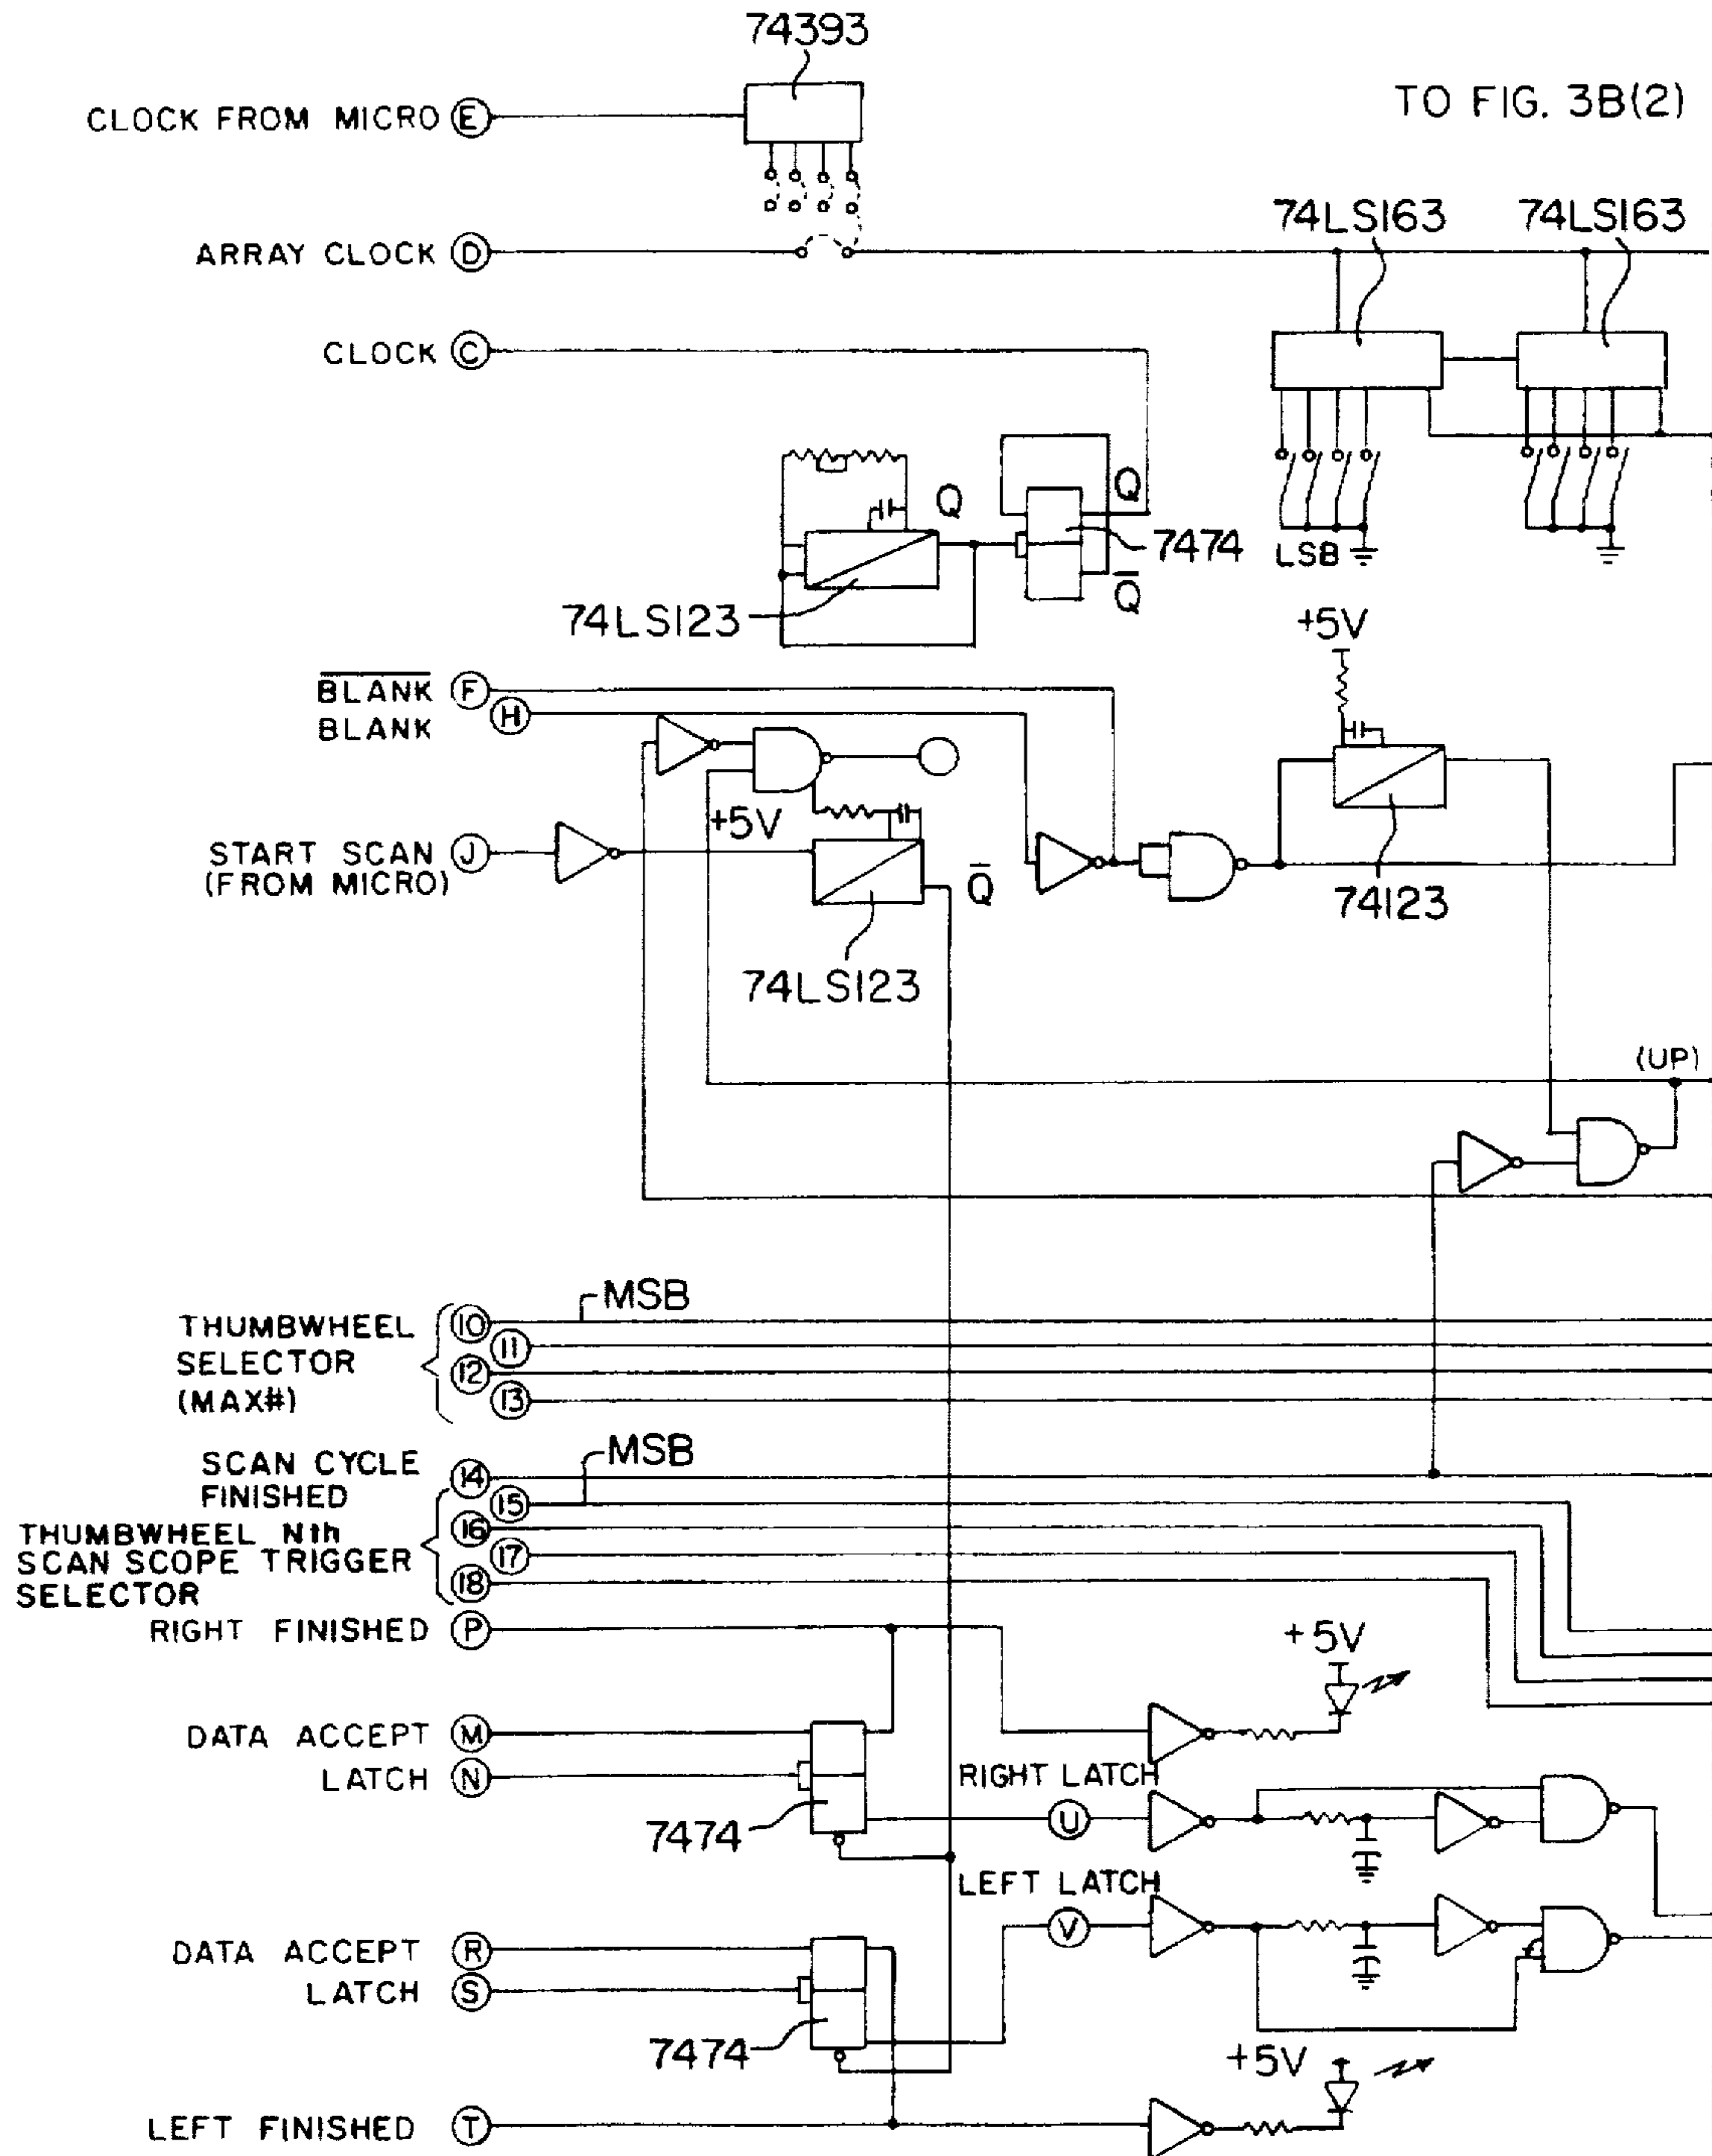 74393
CLOCK FROM MICRO E
TO FIG. 3B(2)
74LS163
74LS163
ARRAY CLOCK D
CLOCK C
Q
Q
7474
Q̅
LSB
74LS123
+5V
B̅L̅A̅N̅K̅ F
BLANK H
+5V
START SCAN J
(FROM MICRO)
Q̅
74123
74LS123
(UP)
MSB
THUMBWHEEL
SELECTOR
(MAX#)
10
11
12
13
MSB
SCAN CYCLE
FINISHED
14
15
THUMBWHEEL Nth
SCAN SCOPE TRIGGER
SELECTOR
16
17
18
RIGHT FINISHED P
+5V
DATA ACCEPT M
LATCH N
RIGHT LATCH
7474
U
LEFT LATCH
V
DATA ACCEPT R
LATCH S
7474
+5V
LEFT FINISHED T